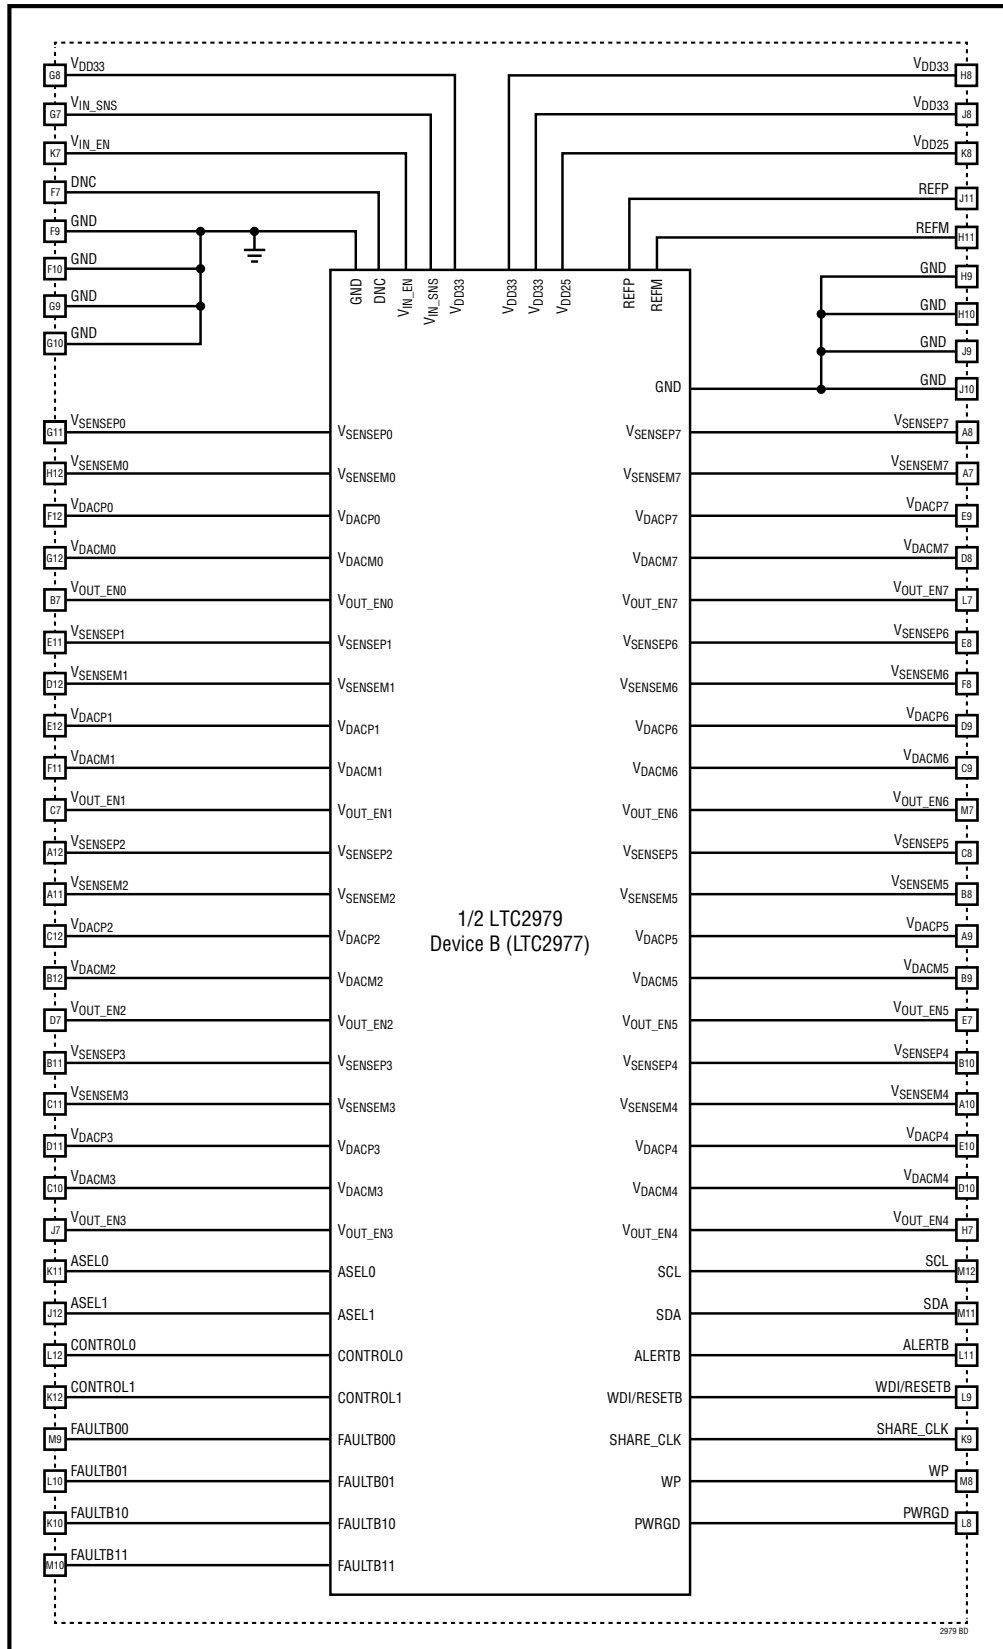 G8 VDD33
G7 VIN_SNS
K7 VIN_EN
F7 DNC
F9 GND
F10 GND
G9 GND
G10 GND
VDD33 H8
VDD33 J8
VDD25 K8
REFP J11
REFM H11
GND H9
GND H10
GND J9
GND J10
GND
DNC
VIN_EN
VIN_SNS
VDD33
VDD33
VDD33
VDD25
REFP
REFM
GND
G11 VSENSEP0 VSENSEP0 VSENSEP7 VSENSEP7 A8
H12 VSENSEM0 VSENSEM0 VSENSEM7 VSENSEM7 A7
F12 VDACP0 VDACP0 VDACP7 VDACP7 E9
G12 VDACM0 VDACM0 VDACM7 VDACM7 D8
B7 VOUT_EN0 VOUT_EN0 VOUT_EN7 VOUT_EN7 L7
E11 VSENSEP1 VSENSEP1 VSENSEP6 VSENSEP6 E8
D12 VSENSEM1 VSENSEM1 VSENSEM6 VSENSEM6 F8
E12 VDACP1 VDACP1 VDACP6 VDACP6 D9
F11 VDACM1 VDACM1 VDACM6 VDACM6 C9
C7 VOUT_EN1 VOUT_EN1 VOUT_EN6 VOUT_EN6 M7
A12 VSENSEP2 VSENSEP2 VSENSEP5 VSENSEP5 C8
A11 VSENSEM2 VSENSEM2 VSENSEM5 VSENSEM5 B8
1/2 LTC2979
Device B (LTC2977)
C12 VDACP2 VDACP2 VDACP5 VDACP5 A9
B12 VDACM2 VDACM2 VDACM5 VDACM5 B9
D7 VOUT_EN2 VOUT_EN2 VOUT_EN5 VOUT_EN5 E7
B11 VSENSEP3 VSENSEP3 VSENSEP4 VSENSEP4 B10
C11 VSENSEM3 VSENSEM3 VSENSEM4 VSENSEM4 A10
D11 VDACP3 VDACP3 VDACP4 VDACP4 E10
C10 VDACM3 VDACM3 VDACM4 VDACM4 D10
J7 VOUT_EN3 VOUT_EN3 VOUT_EN4 VOUT_EN4 H7
K11 ASEL0 ASEL0 SCL SCL M12
J12 ASEL1 ASEL1 SDA SDA M11
L12 CONTROL0 CONTROL0 ALERTB ALERTB L11
K12 CONTROL1 CONTROL1 WDI/RESETB WDI/RESETB L9
M9 FAULTB00 FAULTB00 SHARE_CLK SHARE_CLK K9
L10 FAULTB01 FAULTB01 WP WP M8
K10 FAULTB10 FAULTB10 PWRGD PWRGD L8
M10 FAULTB11 FAULTB11
2979 BD